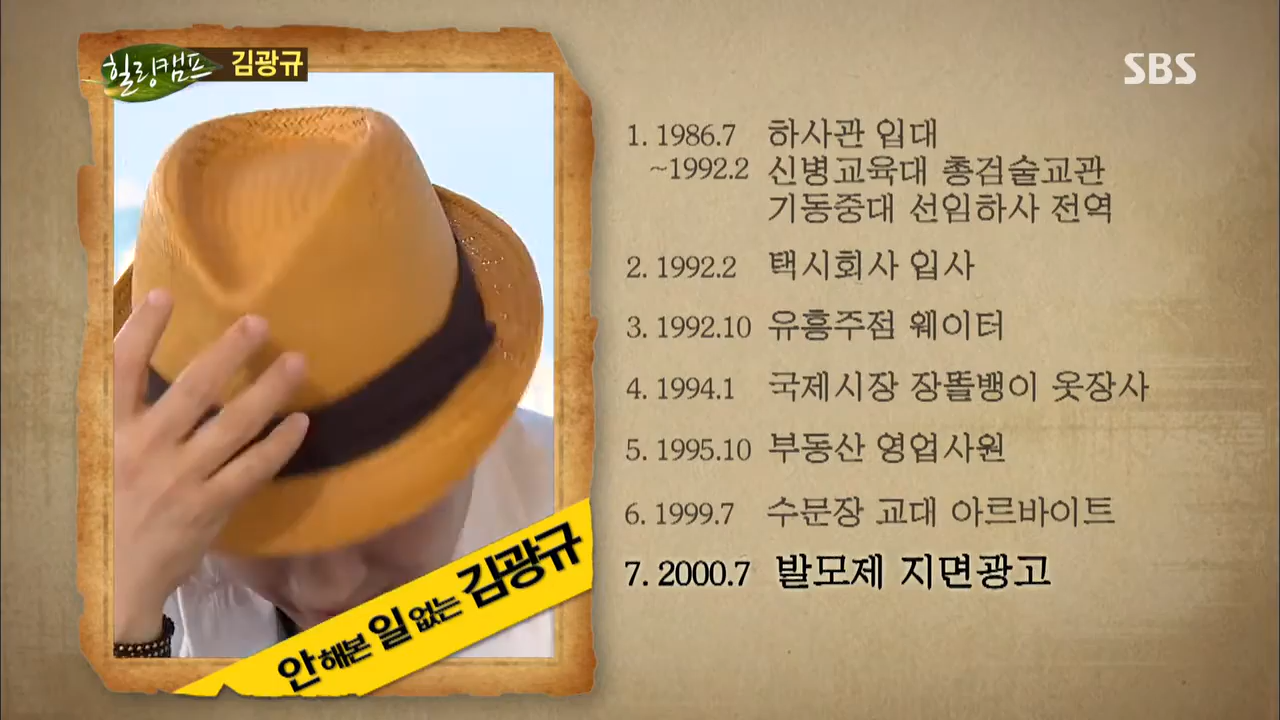 힐링캠프 김광규
SBS
1. 1986.7 하사관 입대
~1992.2 신병교육대 총검술교관
기동중대 선임하사 전역
2. 1992.2 택시회사 입사
3. 1992.10 유흥주점 웨이터
4. 1994.1 국제시장 장똘뱅이 옷장사
5. 1995.10 부동산 영업사원
6. 1999.7 수문장 교대 아르바이트
7. 2000.7 발모제 지면광고
안 해본 일 없는 김광규